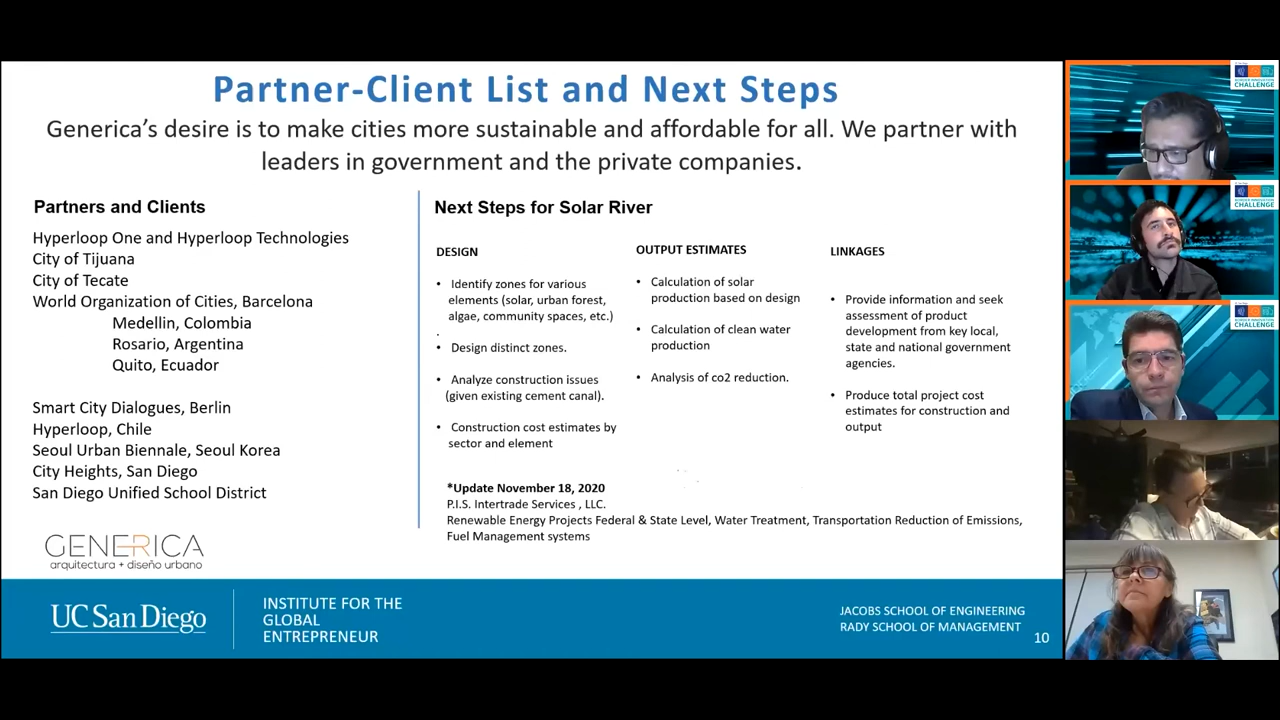 Partner-Client List and Next Steps
Generica's desire is to make cities more sustainable and affordable for all. We partner with
leaders in government and the private companies.
Partners and Clients
Hyperloop One and Hyperloop Technologies
City of Tijuana
City of Tecate
World Organization of Cities, Barcelona
Medellin, Colombia
Rosario, Argentina
Quito, Ecuador
Smart City Dialogues, Berlin
Hyperloop, Chile
Seoul Urban Biennale, Seoul Korea
City Heights, San Diego
San Diego Unified School District
Next Steps for Solar River
DESIGN
• Identify zones for various
elements (solar, urban forest,
algae, community spaces, etc.)
.
• Design distinct zones.
• Analyze construction issues
(given existing cement canal).
• Construction cost estimates by
sector and element
OUTPUT ESTIMATES
• Calculation of solar
production based on design
• Calculation of clean water
production
• Analysis of co2 reduction.
LINKAGES
• Provide information and seek
assessment of product
development from key local,
state and national government
agencies.
• Produce total project cost
estimates for construction and
output
*Update November 18, 2020
P.I.S. Intertrade Services , LLC.
Renewable Energy Projects Federal & State Level, Water Treatment, Transportation Reduction of Emissions,
Fuel Management systems
GENERICA
arquitectura + diseño urbano
UC San Diego
INSTITUTE FOR THE
GLOBAL
ENTREPRENEUR
JACOBS SCHOOL OF ENGINEERING
RADY SCHOOL OF MANAGEMENT
10
CHALLENGE
CHALLENGE
CHALLENGE